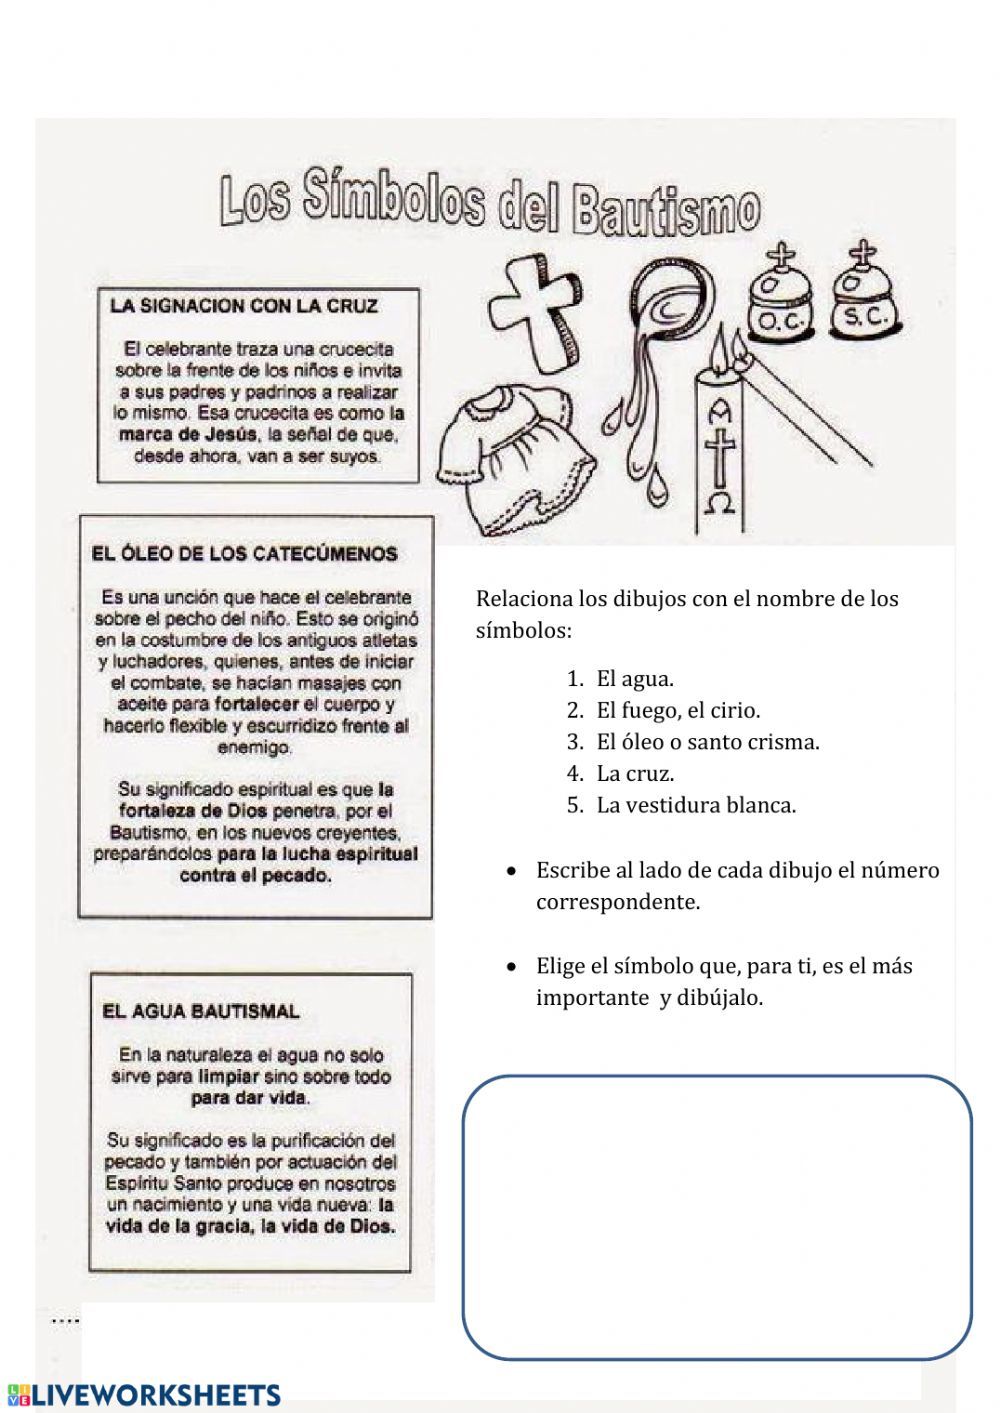 Los Símbolos del Bautismo
LA SIGNACION CON LA CRUZ
El celebrante traza una crucecita
sobre la frente de los niños e invita
a sus padres y padrinos a realizar
lo mismo. Esa crucecita es como la
marca de Jesús, la señal de que,
desde ahora, van a ser suyos.
O.C.
S.C.
Α
Ω
EL ÓLEO DE LOS CATECÚMENOS
Es una unción que hace el celebrante
sobre el pecho del niño. Esto se originó
en la costumbre de los antiguos atletas
y luchadores, quienes, antes de iniciar
el combate, se hacían masajes con
aceite para fortalecer el cuerpo y
hacerlo flexible y escurridizo frente al
enemigo.
Su significado espiritual es que la
fortaleza de Dios penetra, por el
Bautismo, en los nuevos creyentes,
preparándolos para la lucha espiritual
contra el pecado.
EL AGUA BAUTISMAL
En la naturaleza el agua no solo
sirve para limpiar sino sobre todo
para dar vida.
Su significado es la purificación del
pecado y también por actuación del
Espíritu Santo produce en nosotros
un nacimiento y una vida nueva: la
vida de la gracia, la vida de Dios.
Relaciona los dibujos con el nombre de los
símbolos:
1. El agua.
2. El fuego, el cirio.
3. El óleo o santo crisma.
4. La cruz.
5. La vestidura blanca.
• Escribe al lado de cada dibujo el número
correspondente.
• Elige el símbolo que, para ti, es el más
importante y dibújalo.
....
LIVE LIVEWORKSHEETS